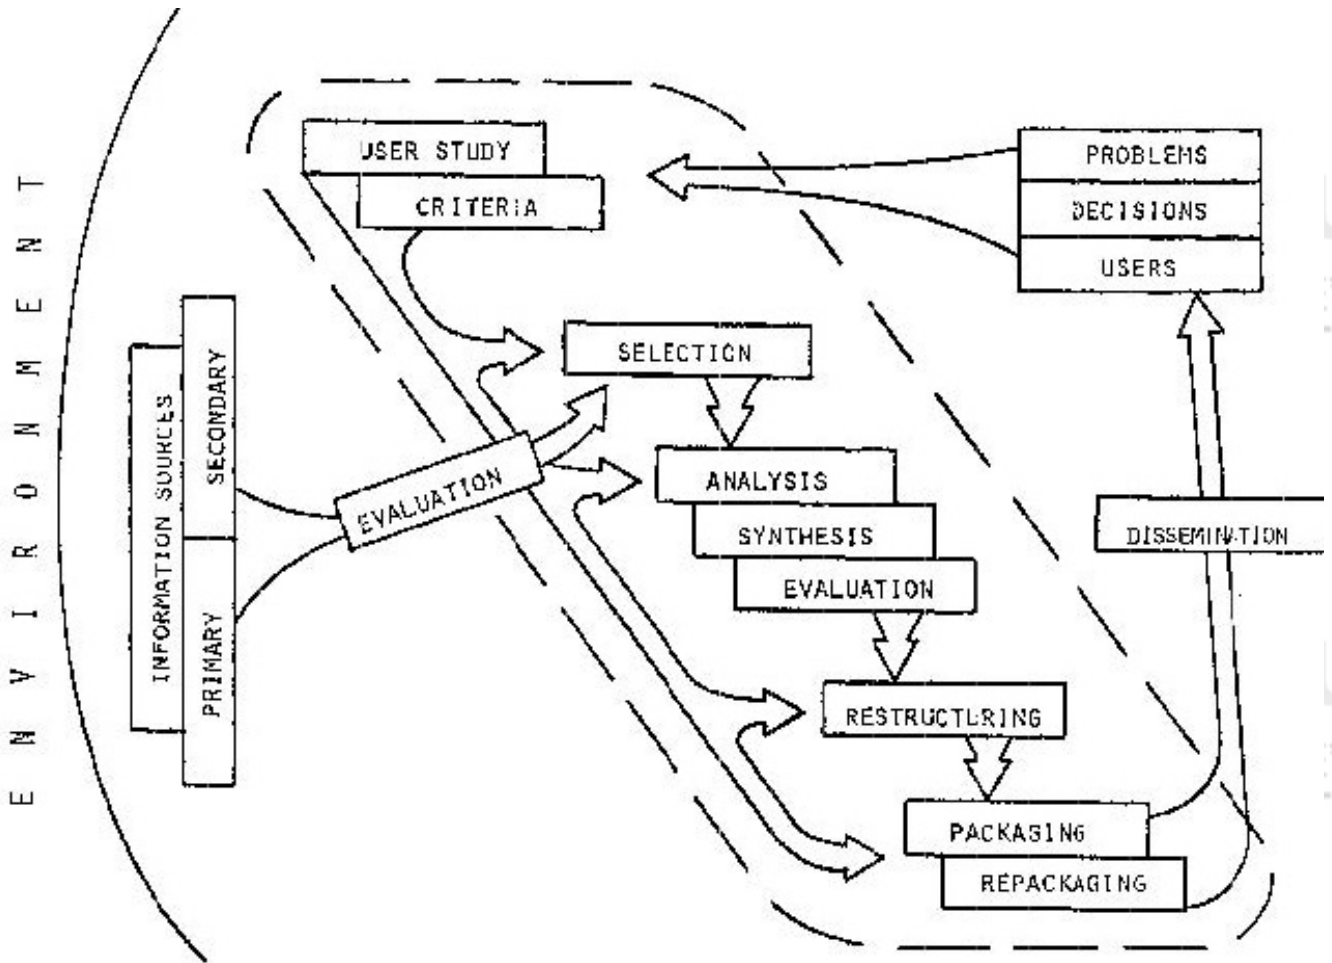 ENVIRONMENT
INFORMATION SOURCES
SECONDARY
PRIMARY
EVALUATION
USER STUDY
CRITERIA
SELECTION
ANALYSIS
SYNTHESIS
EVALUATION
RESTRUCTURING
PACKAGING
REPACKAGING
PROBLEMS
DECISIONS
USERS
DISSEMINATION